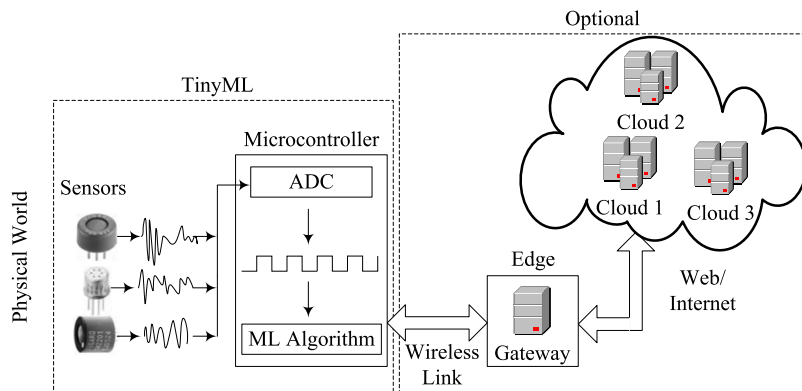 Optional
TinyML
Cloud 2
Microcontroller
Sensors
ADC
Cloud 1
Cloud 3
Physical World
Edge
Web/
Internet
ML Algorithm
Wireless
Link
Gateway